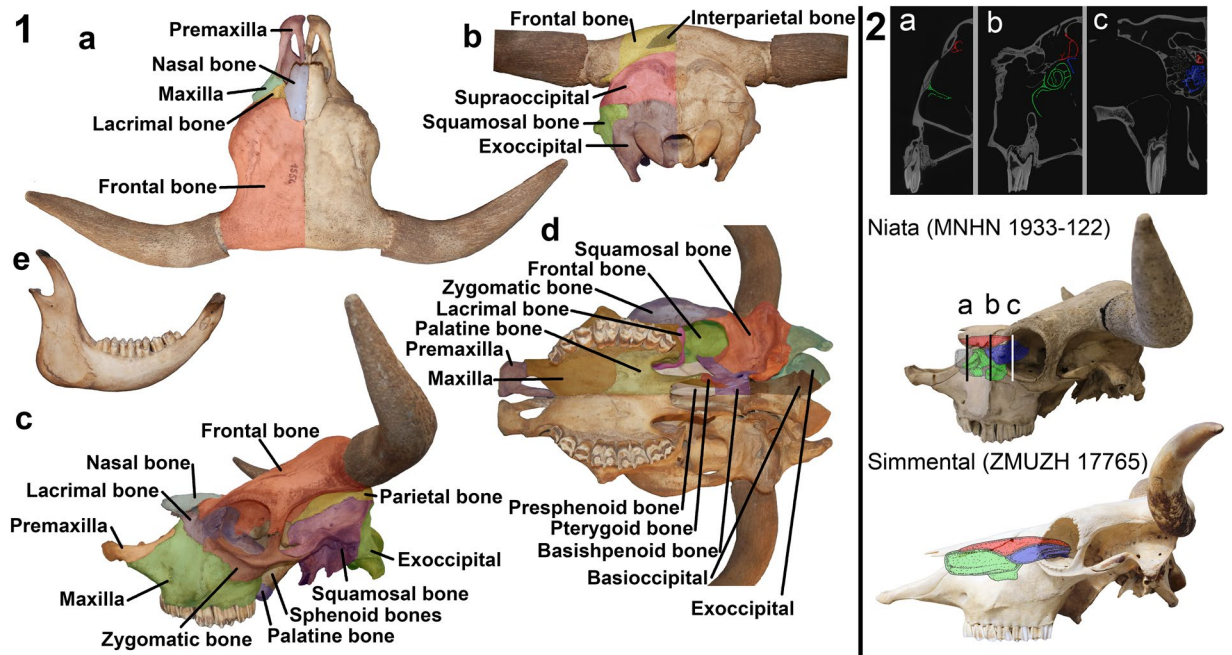 1
a
Premaxilla
Nasal bone
Maxilla
Lacrimal bone
Frontal bone
1554
b
Frontal bone
Interparietal bone
Supraoccipital
Squamosal bone
Exoccipital
e
c
Frontal bone
Nasal bone
Lacrimal bone
Premaxilla
Maxilla
Zygomatic bone
Parietal bone
Exoccipital
Squamosal bone
Sphenoid bones
Palatine bone
d
Squamosal bone
Frontal bone
Zygomatic bone
Lacrimal bone
Palatine bone
Premaxilla
Maxilla
Presphenoid bone
Pterygoid bone
Basishpenoid bone
Basioccipital
Exoccipital
2
a
b
c
Niata (MNHN 1933-122)
a b c
Simmental (ZMUZH 17765)